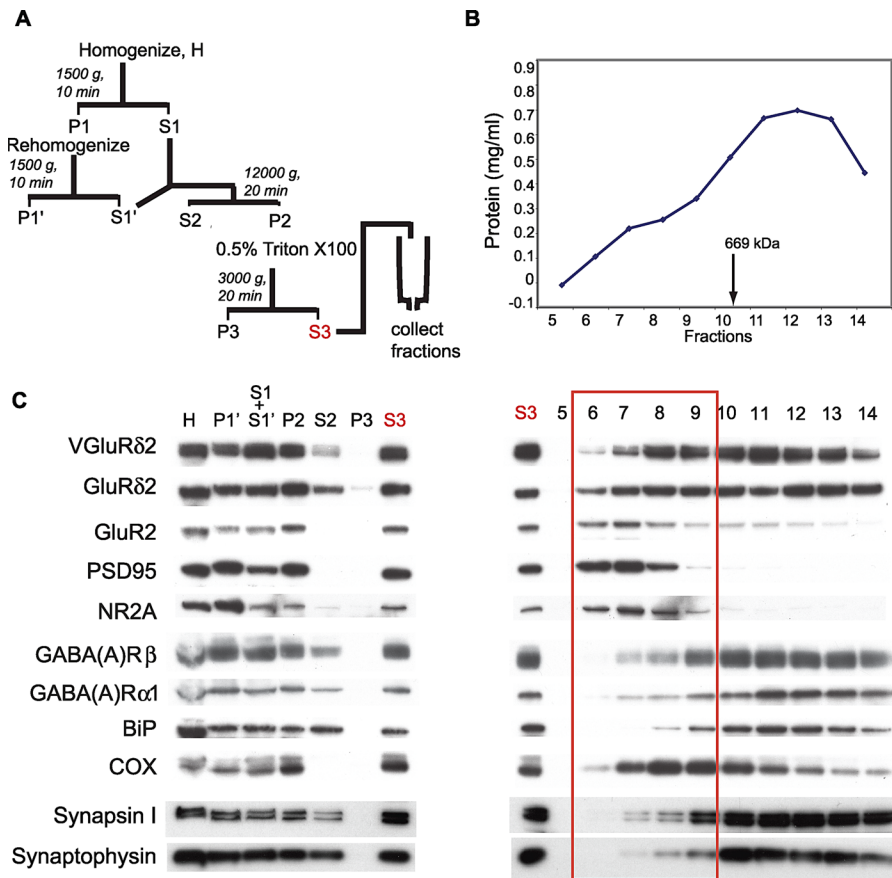 A
Homogenize, H
1500 g,
10 min
P1 S1
Rehomogenize
1500 g,
10 min
12000 g,
20 min
P1' S1' S2 P2
0.5% Triton X100
3000 g,
20 min
P3 S3
collect
fractions
B
Protein (mg/ml)
0.9
0.8
0.7
0.6
0.5
0.4
0.3
0.2
0.1
0
-0.1
669 kDa
5 6 7 8 9 10 11 12 13 14
Fractions
C
H P1' S1 + S1' P2 S2 P3 S3
S3 5 6 7 8 9 10 11 12 13 14
VGluRδ2
GluRδ2
GluR2
PSD95
NR2A
GABA(A)Rβ
GABA(A)Rα1
BiP
COX
Synapsin I
Synaptophysin